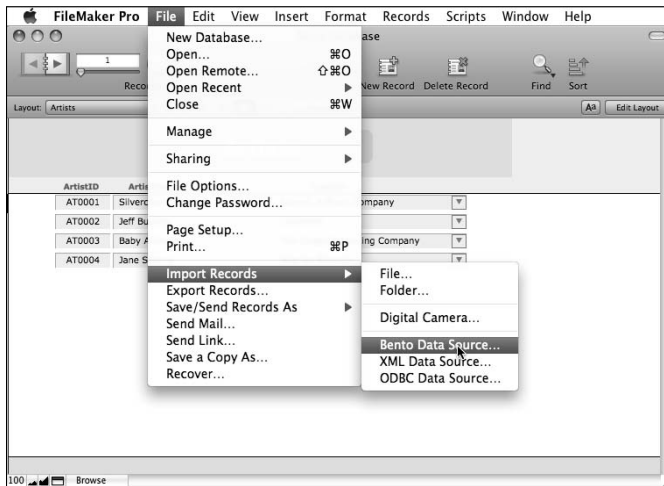 FileMaker Pro File Edit View Insert Format Records Scripts Window Help
New Database...
Open... ⌘O
Open Remote... ⇧⌘O
Open Recent
Close ⌘W
Manage
Sharing
File Options...
Change Password...
Page Setup...
Print... ⌘P
Import Records
Export Records...
Save/Send Records As
Send Mail...
Send Link...
Save a Copy As...
Recover...
File...
Folder...
Digital Camera...
Bento Data Source...
XML Data Source...
ODBC Data Source...
ase
1
Recor
New Record Delete Record Find Sort
Layout: Artists Aa Edit Layout
ArtistID Artis
AT0001 Silverc ompany
AT0002 Jeff Bu
AT0003 Baby A ing Company
AT0004 Jane S
100 Browse